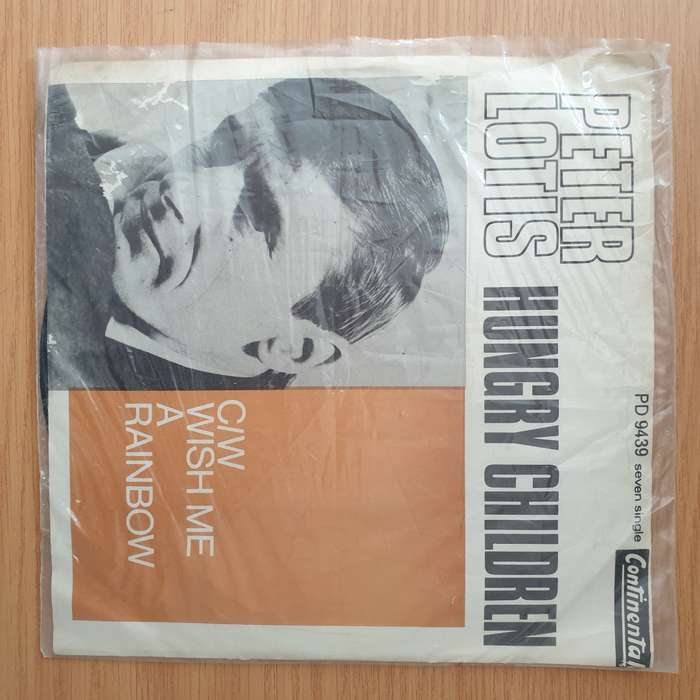 PD 9439 seven single
Continental
PETER
LOTIS HUNGRY CHILDREN
C/W
WISH ME
A
RAINBOW